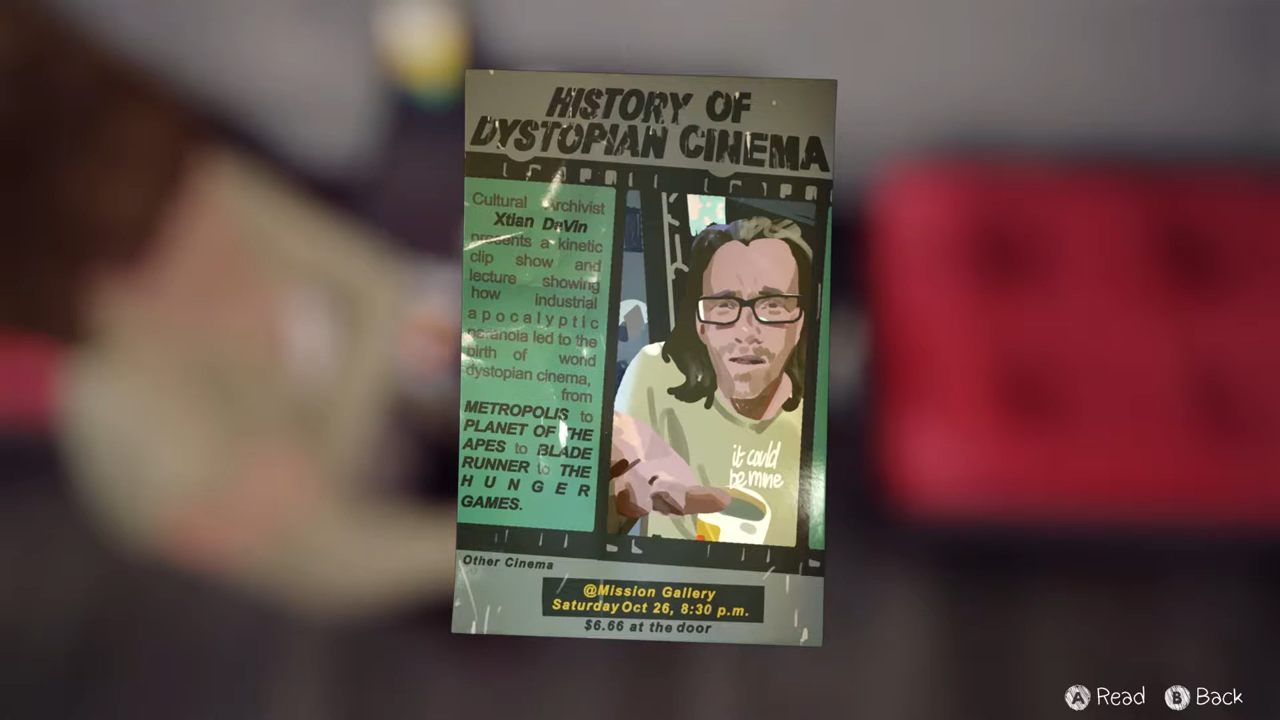 HISTORY OF
DYSTOPIAN CINEMA
Cultural Archivist
Xtian DeVin
presents a kinetic
clip show and
lecture showing
how industrial
apocalyptic
paranoia led to the
birth of world
dystopian cinema,
from
METROPOLIS to
PLANET OF THE
APES to BLADE
RUNNER to THE
HUNGER
GAMES.
it could
be mine
Other Cinema
@Mission Gallery
Saturday Oct 26, 8:30 p.m.
$6.66 at the door
A Read B Back